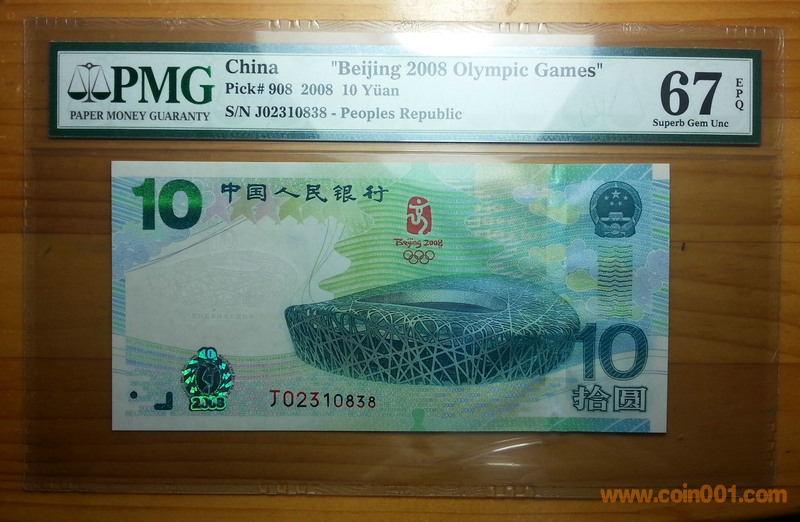 PMG
PAPER MONEY GUARANTY
China "Beijing 2008 Olympic Games"
Pick# 908 2008 10 Yüan
S/N J02310838 - Peoples Republic
67 EPQ
Superb Gem Unc
10 中国人民银行
Beijing 2008
10
10
2008
J02310838
拾圆
www.coin001.com